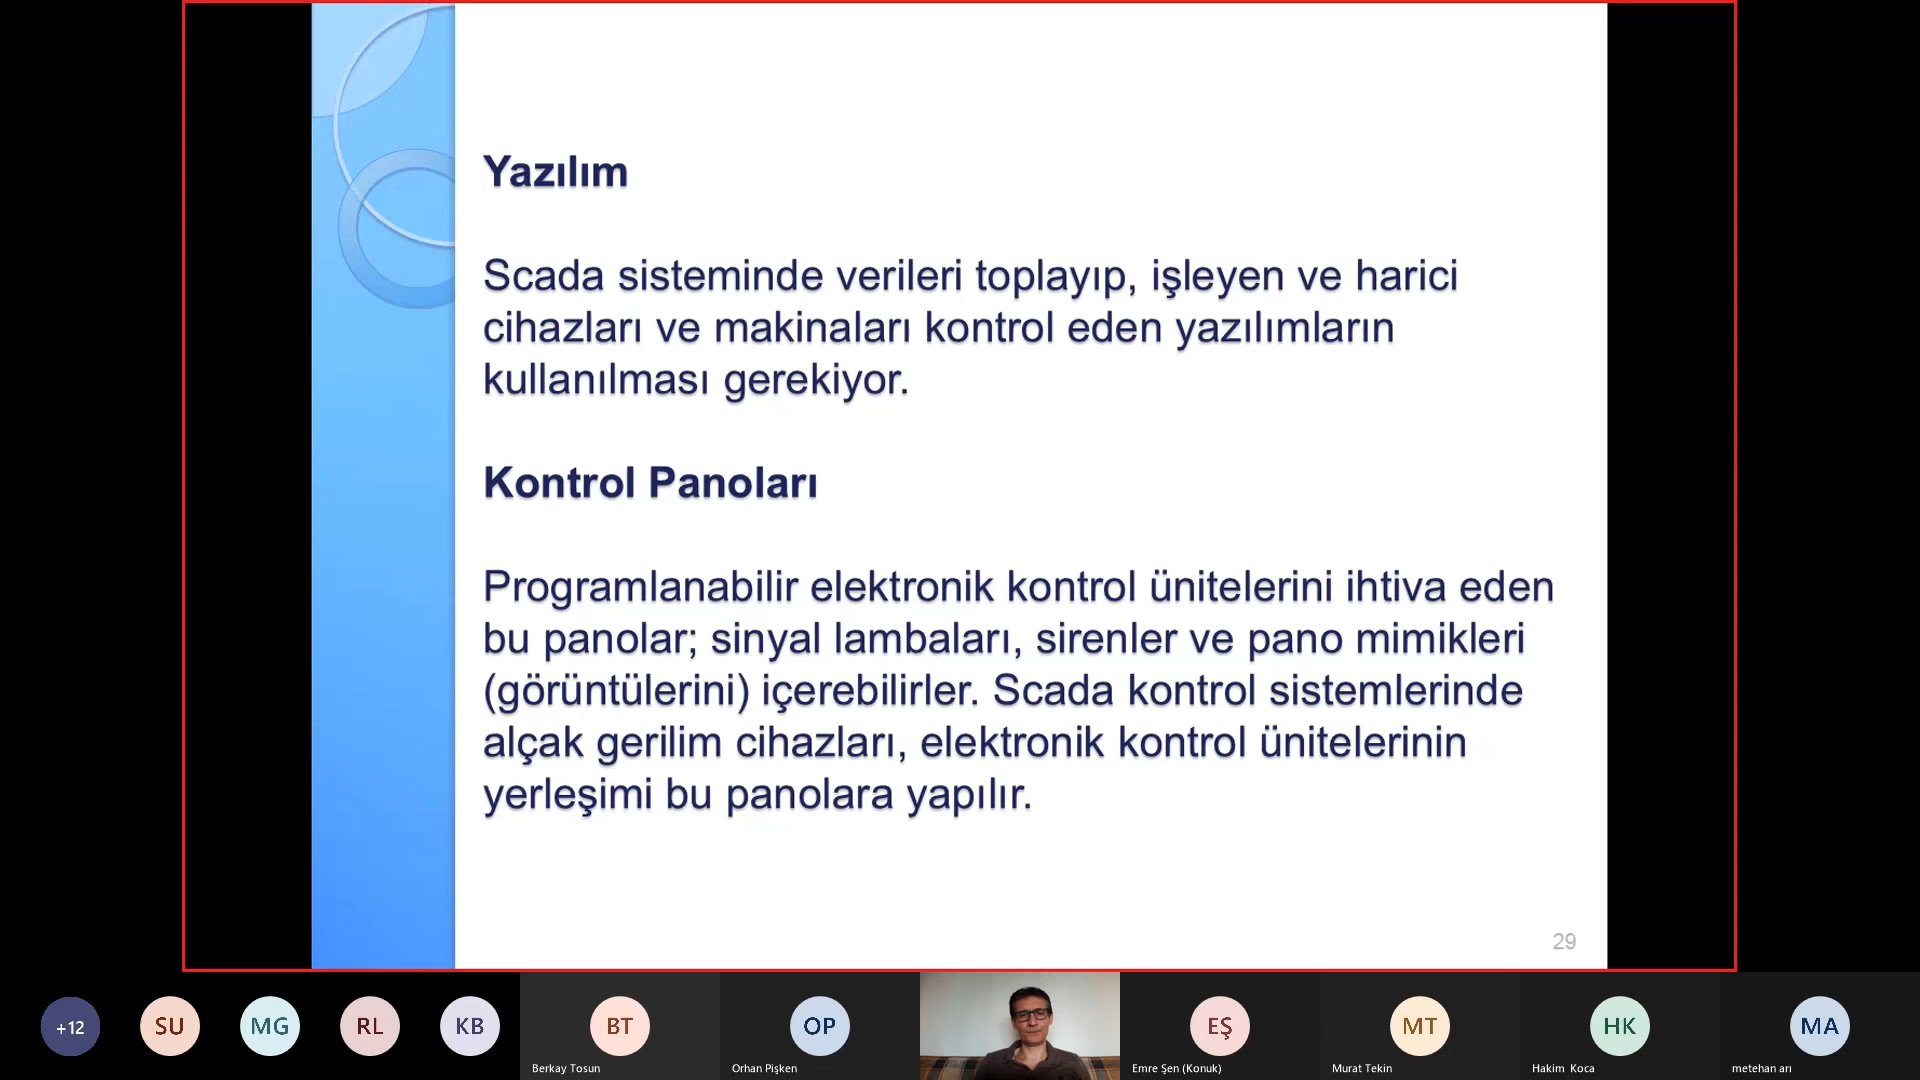 Yazılım
Scada sisteminde verileri toplayıp, işleyen ve harici
cihazları ve makinaları kontrol eden yazılımların
kullanılması gerekiyor.
Kontrol Panoları
Programlanabilir elektronik kontrol ünitelerini ihtiva eden
bu panolar; sinyal lambaları, sirenler ve pano mimikleri
(görüntülerini) içerebilirler. Scada kontrol sistemlerinde
alçak gerilim cihazları, elektronik kontrol ünitelerinin
yerleşimi bu panolara yapılır.
29
+12
SU
MG
RL
KB
BT
Berkay Tosun
OP
Orhan Pişken
EŞ
Emre Şen (Konuk)
MT
Murat Tekin
HK
Hakim Koca
MA
metehan arı